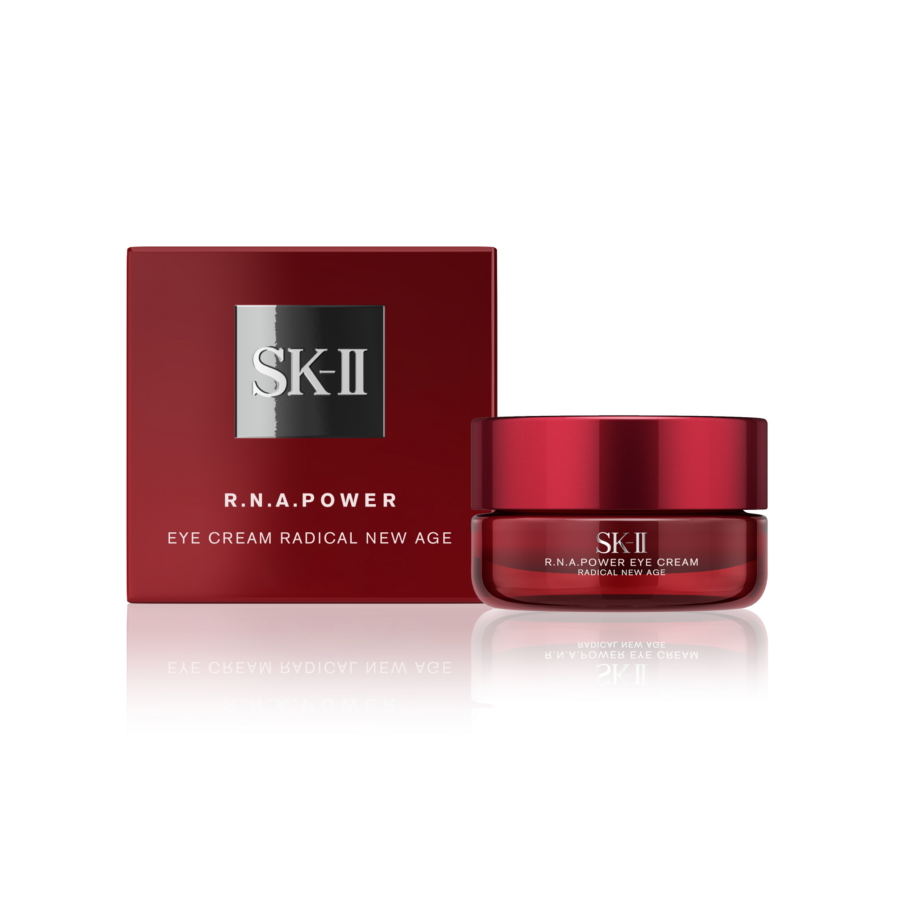 SK-II
R.N.A.POWER
EYE CREAM RADICAL NEW AGE
SK-II
R.N.A.POWER EYE CREAM
RADICAL NEW AGE